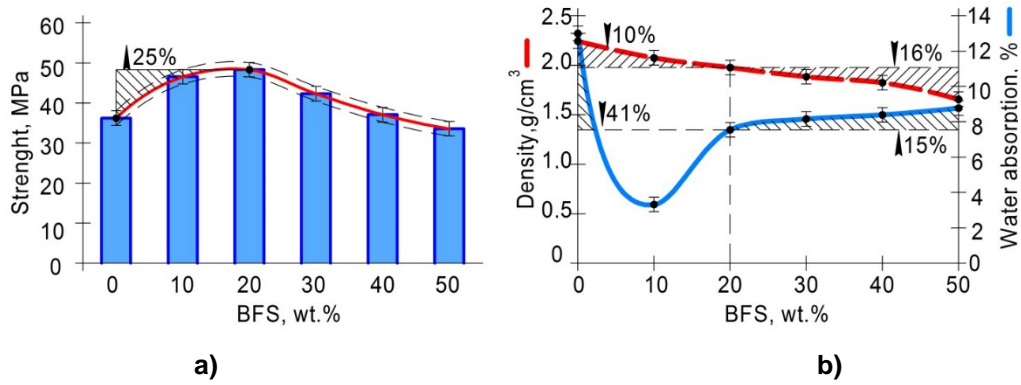 60
50
40
30
20
10
0
Strenght, MPa
25%
0 10 20 30 40 50
BFS, wt.%
a)
2.5
2.0
1.5
1.0
0.5
0
Density,g/cm³
10%
16%
41%
15%
14
12
10
8
6
4
2
0
Water absorption, %
0 10 20 30 40 50
BFS, wt.%
b)